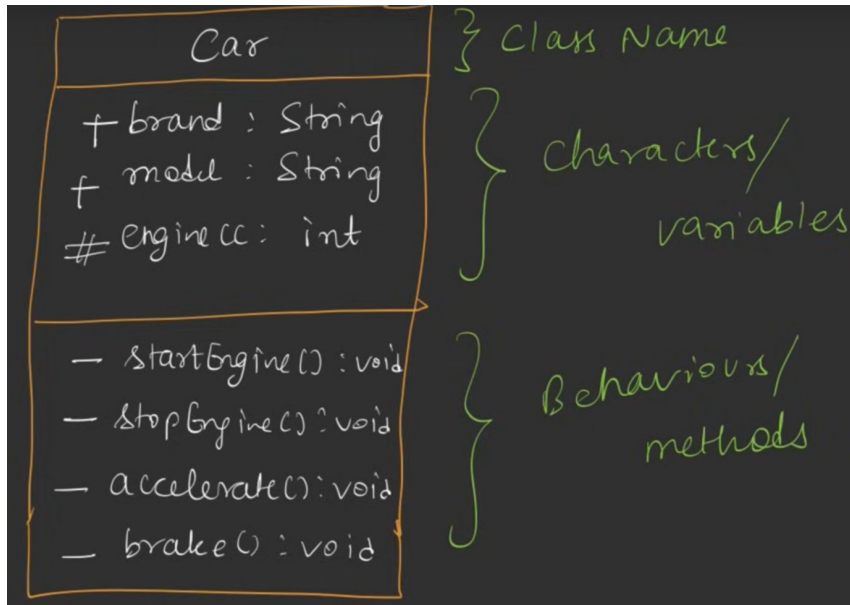 Car
} Class Name
+ brand : String
+ model : String
# engine cc : int
} Characters/
variables
- startEngine() : void
- stopEngine() : void
- accelerate() : void
- brake() : void
} Behaviours/
methods